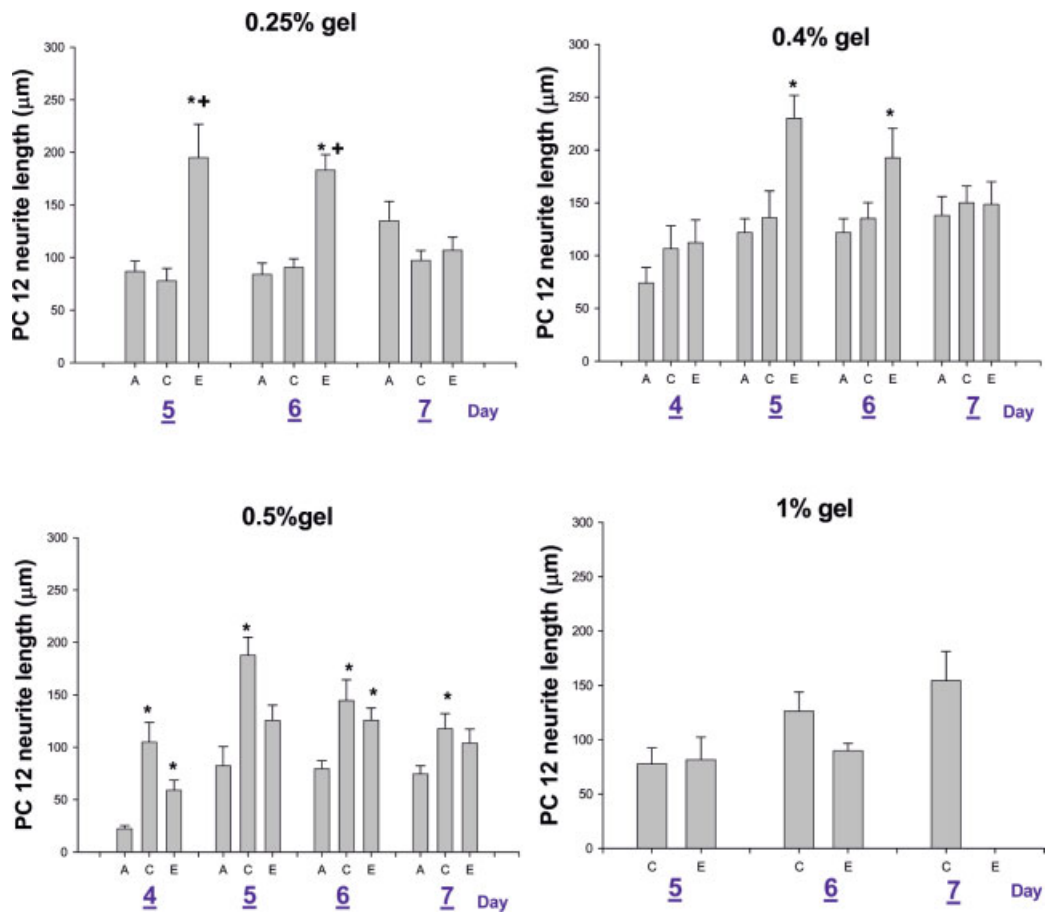 0.25% gel
PC 12 neurite length (μm)
300
250
200
150
100
50
0
*+
*+
A C E A C E A C E
5 6 7 Day
0.4% gel
PC 12 neurite length (μm)
300
250
200
150
100
50
0
*
*
A C E A C E A C E A C E
4 5 6 7 Day
0.5%gel
PC 12 neurite length (μm)
300
250
200
150
100
50
0
*
*
*
*
*
*
A C E A C E A C E A C E
4 5 6 7 Day
1% gel
PC 12 neurite length (μm)
300
250
200
150
100
50
0
C E C E C E
5 6 7 Day